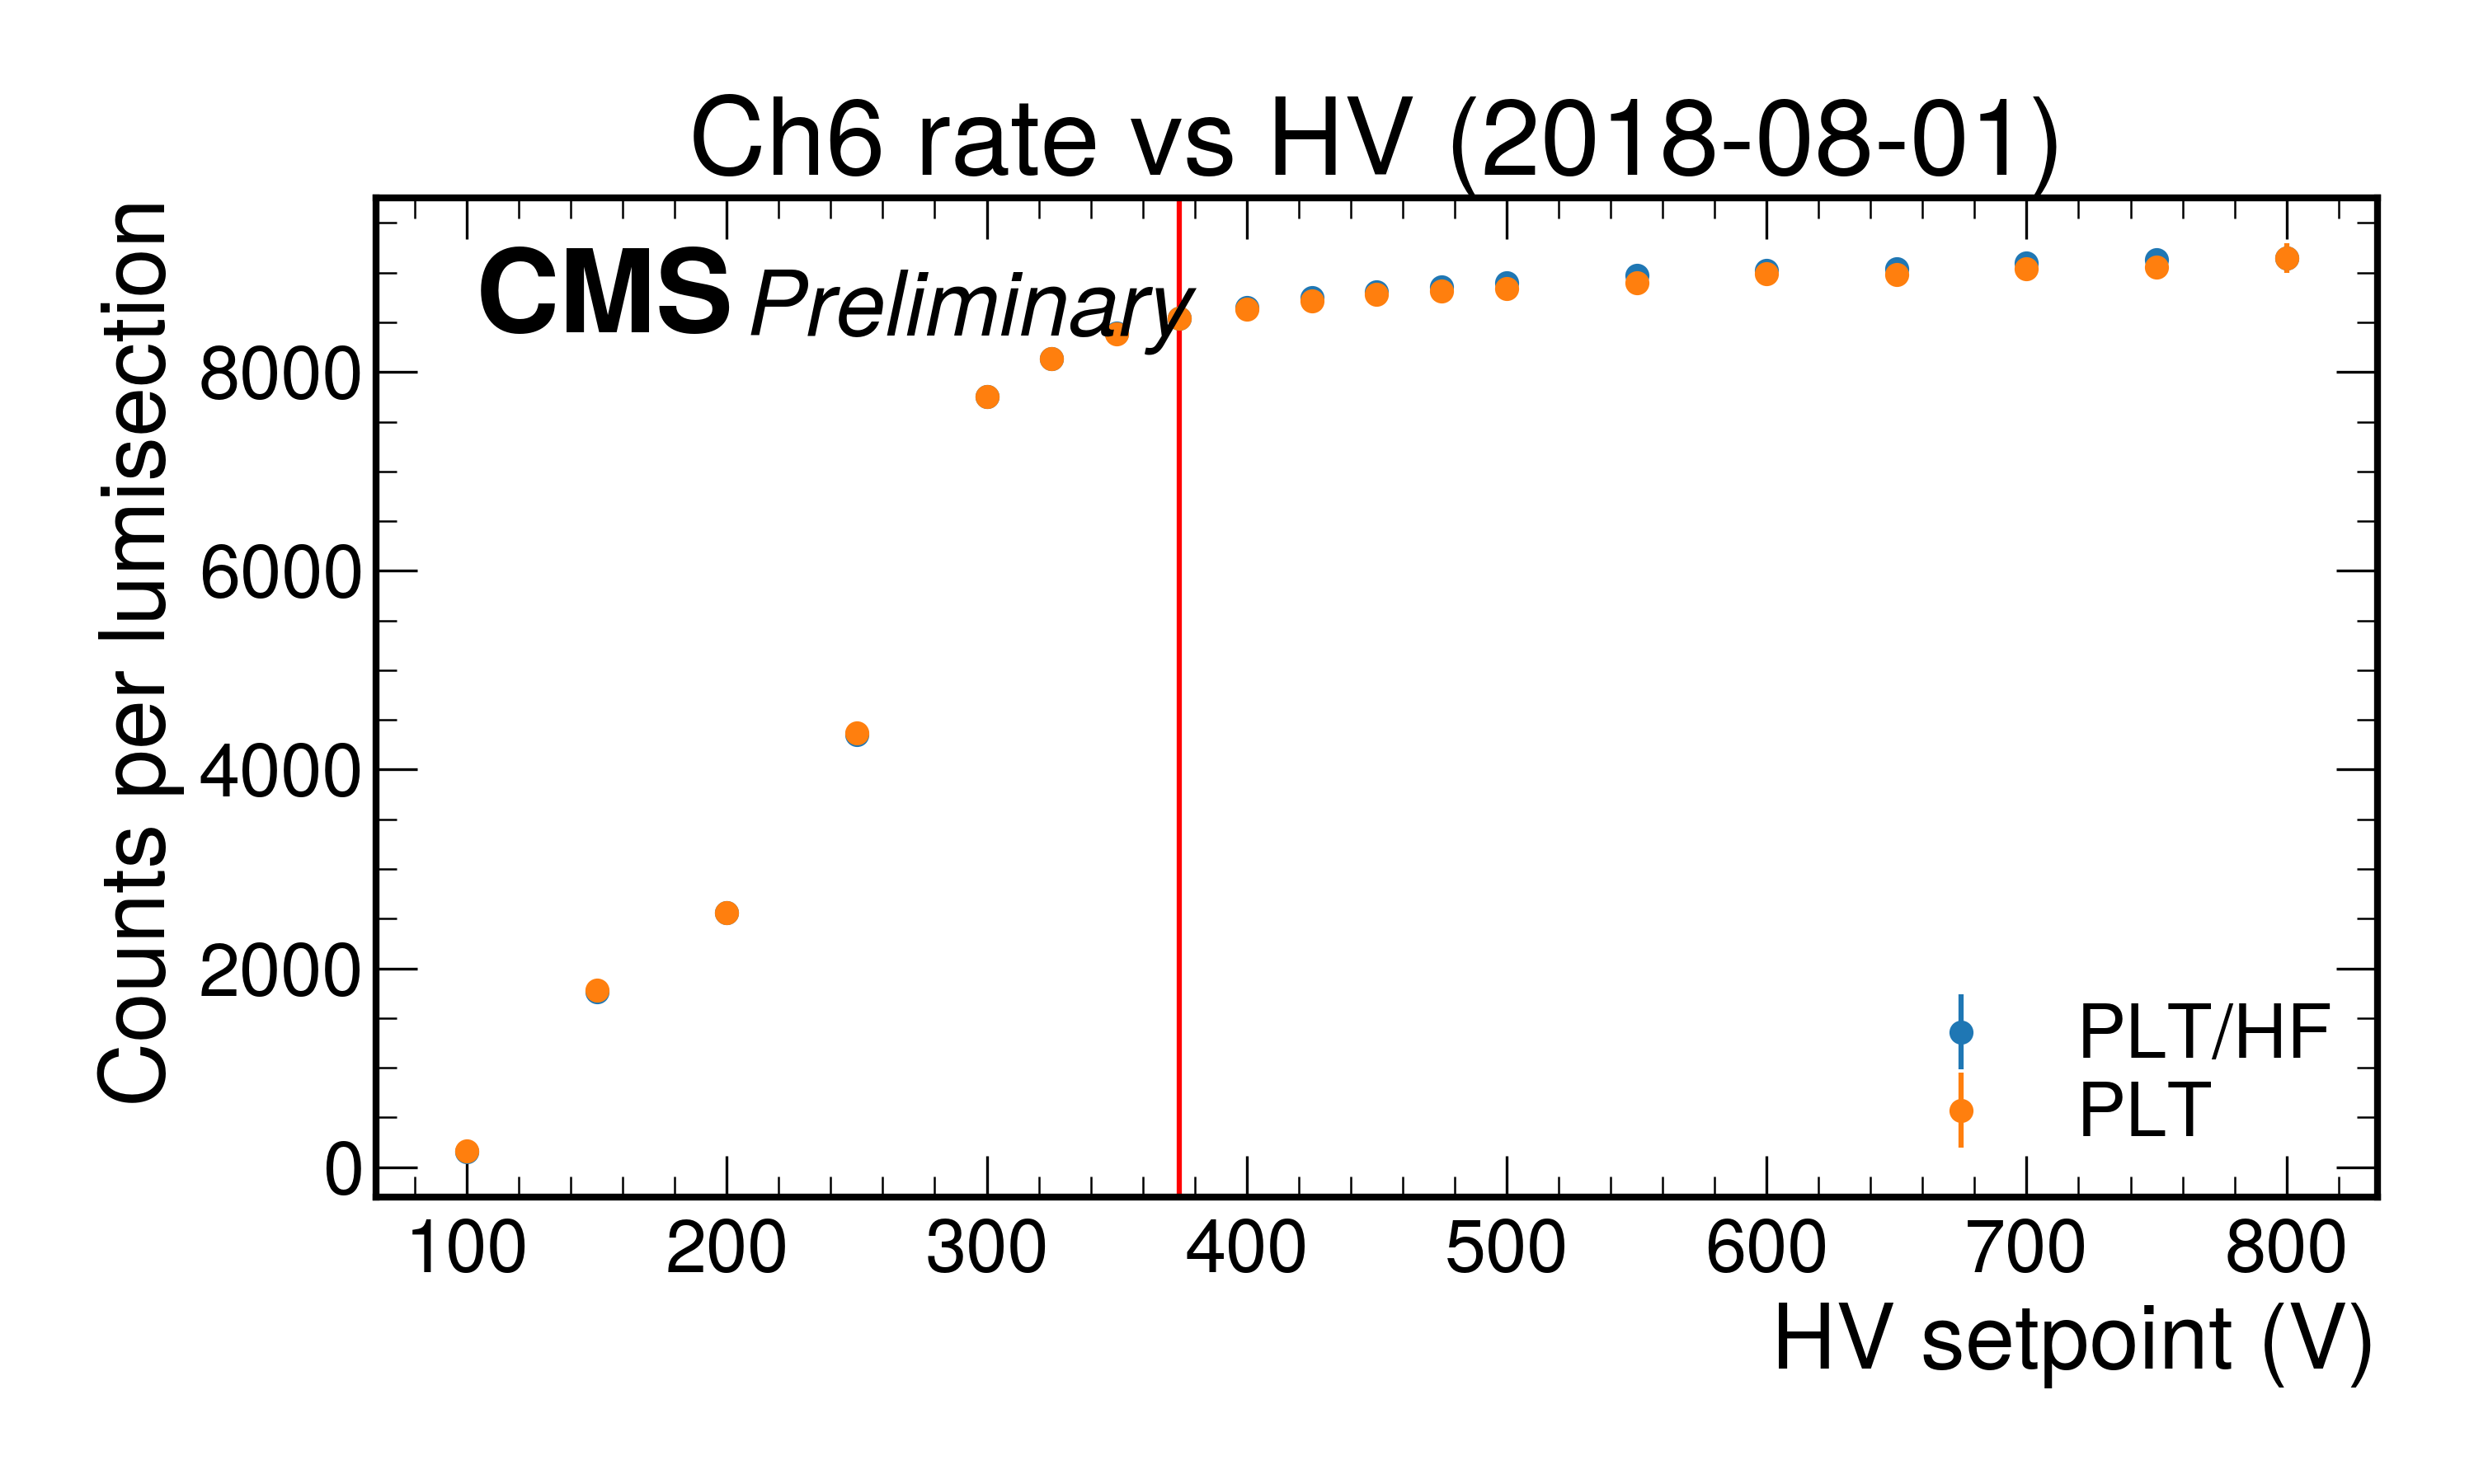 Ch6 rate vs HV (2018-08-01)
CMS Preliminary
Counts per lumisection
8000
6000
4000
2000
0
PLT/HF
PLT
100 200 300 400 500 600 700 800
HV setpoint (V)